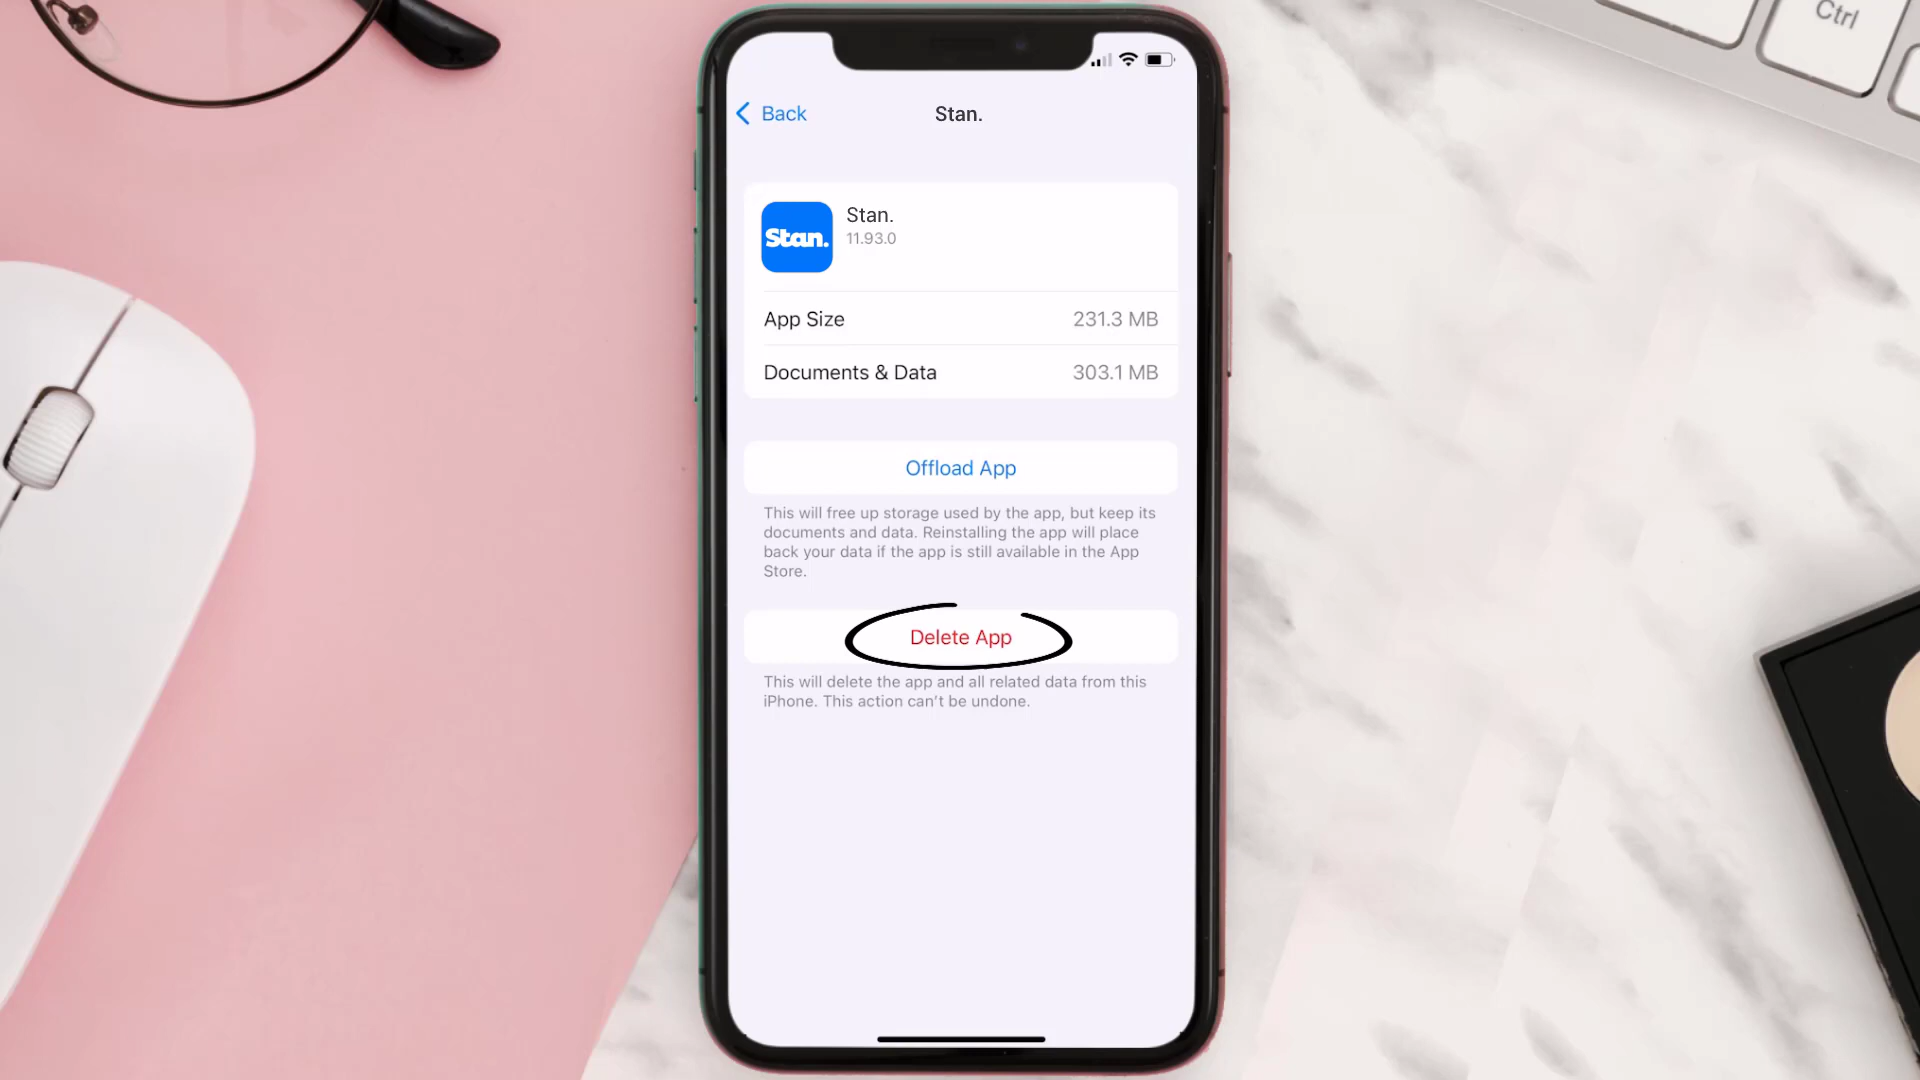 Ctrl
Back
Stan.
Stan.
Stan.
11.93.0
App Size 231.3 MB
Documents & Data 303.1 MB
Offload App
This will free up storage used by the app, but keep its
documents and data. Reinstalling the app will place
back your data if the app is still available in the App
Store.
Delete App
This will delete the app and all related data from this
iPhone. This action can't be undone.